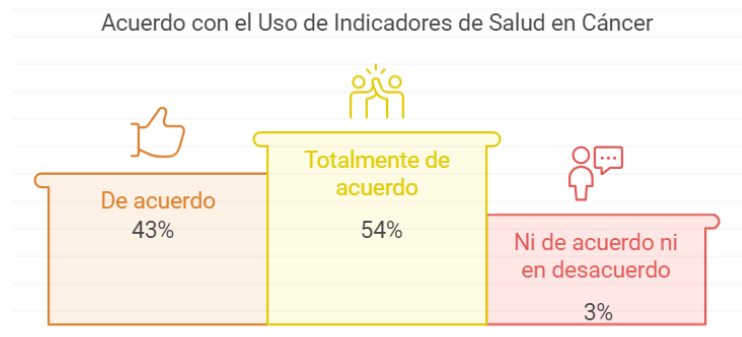 Acuerdo con el Uso de Indicadores de Salud en Cáncer
De acuerdo
43%
Totalmente de
acuerdo
54%
Ni de acuerdo ni
en desacuerdo
3%